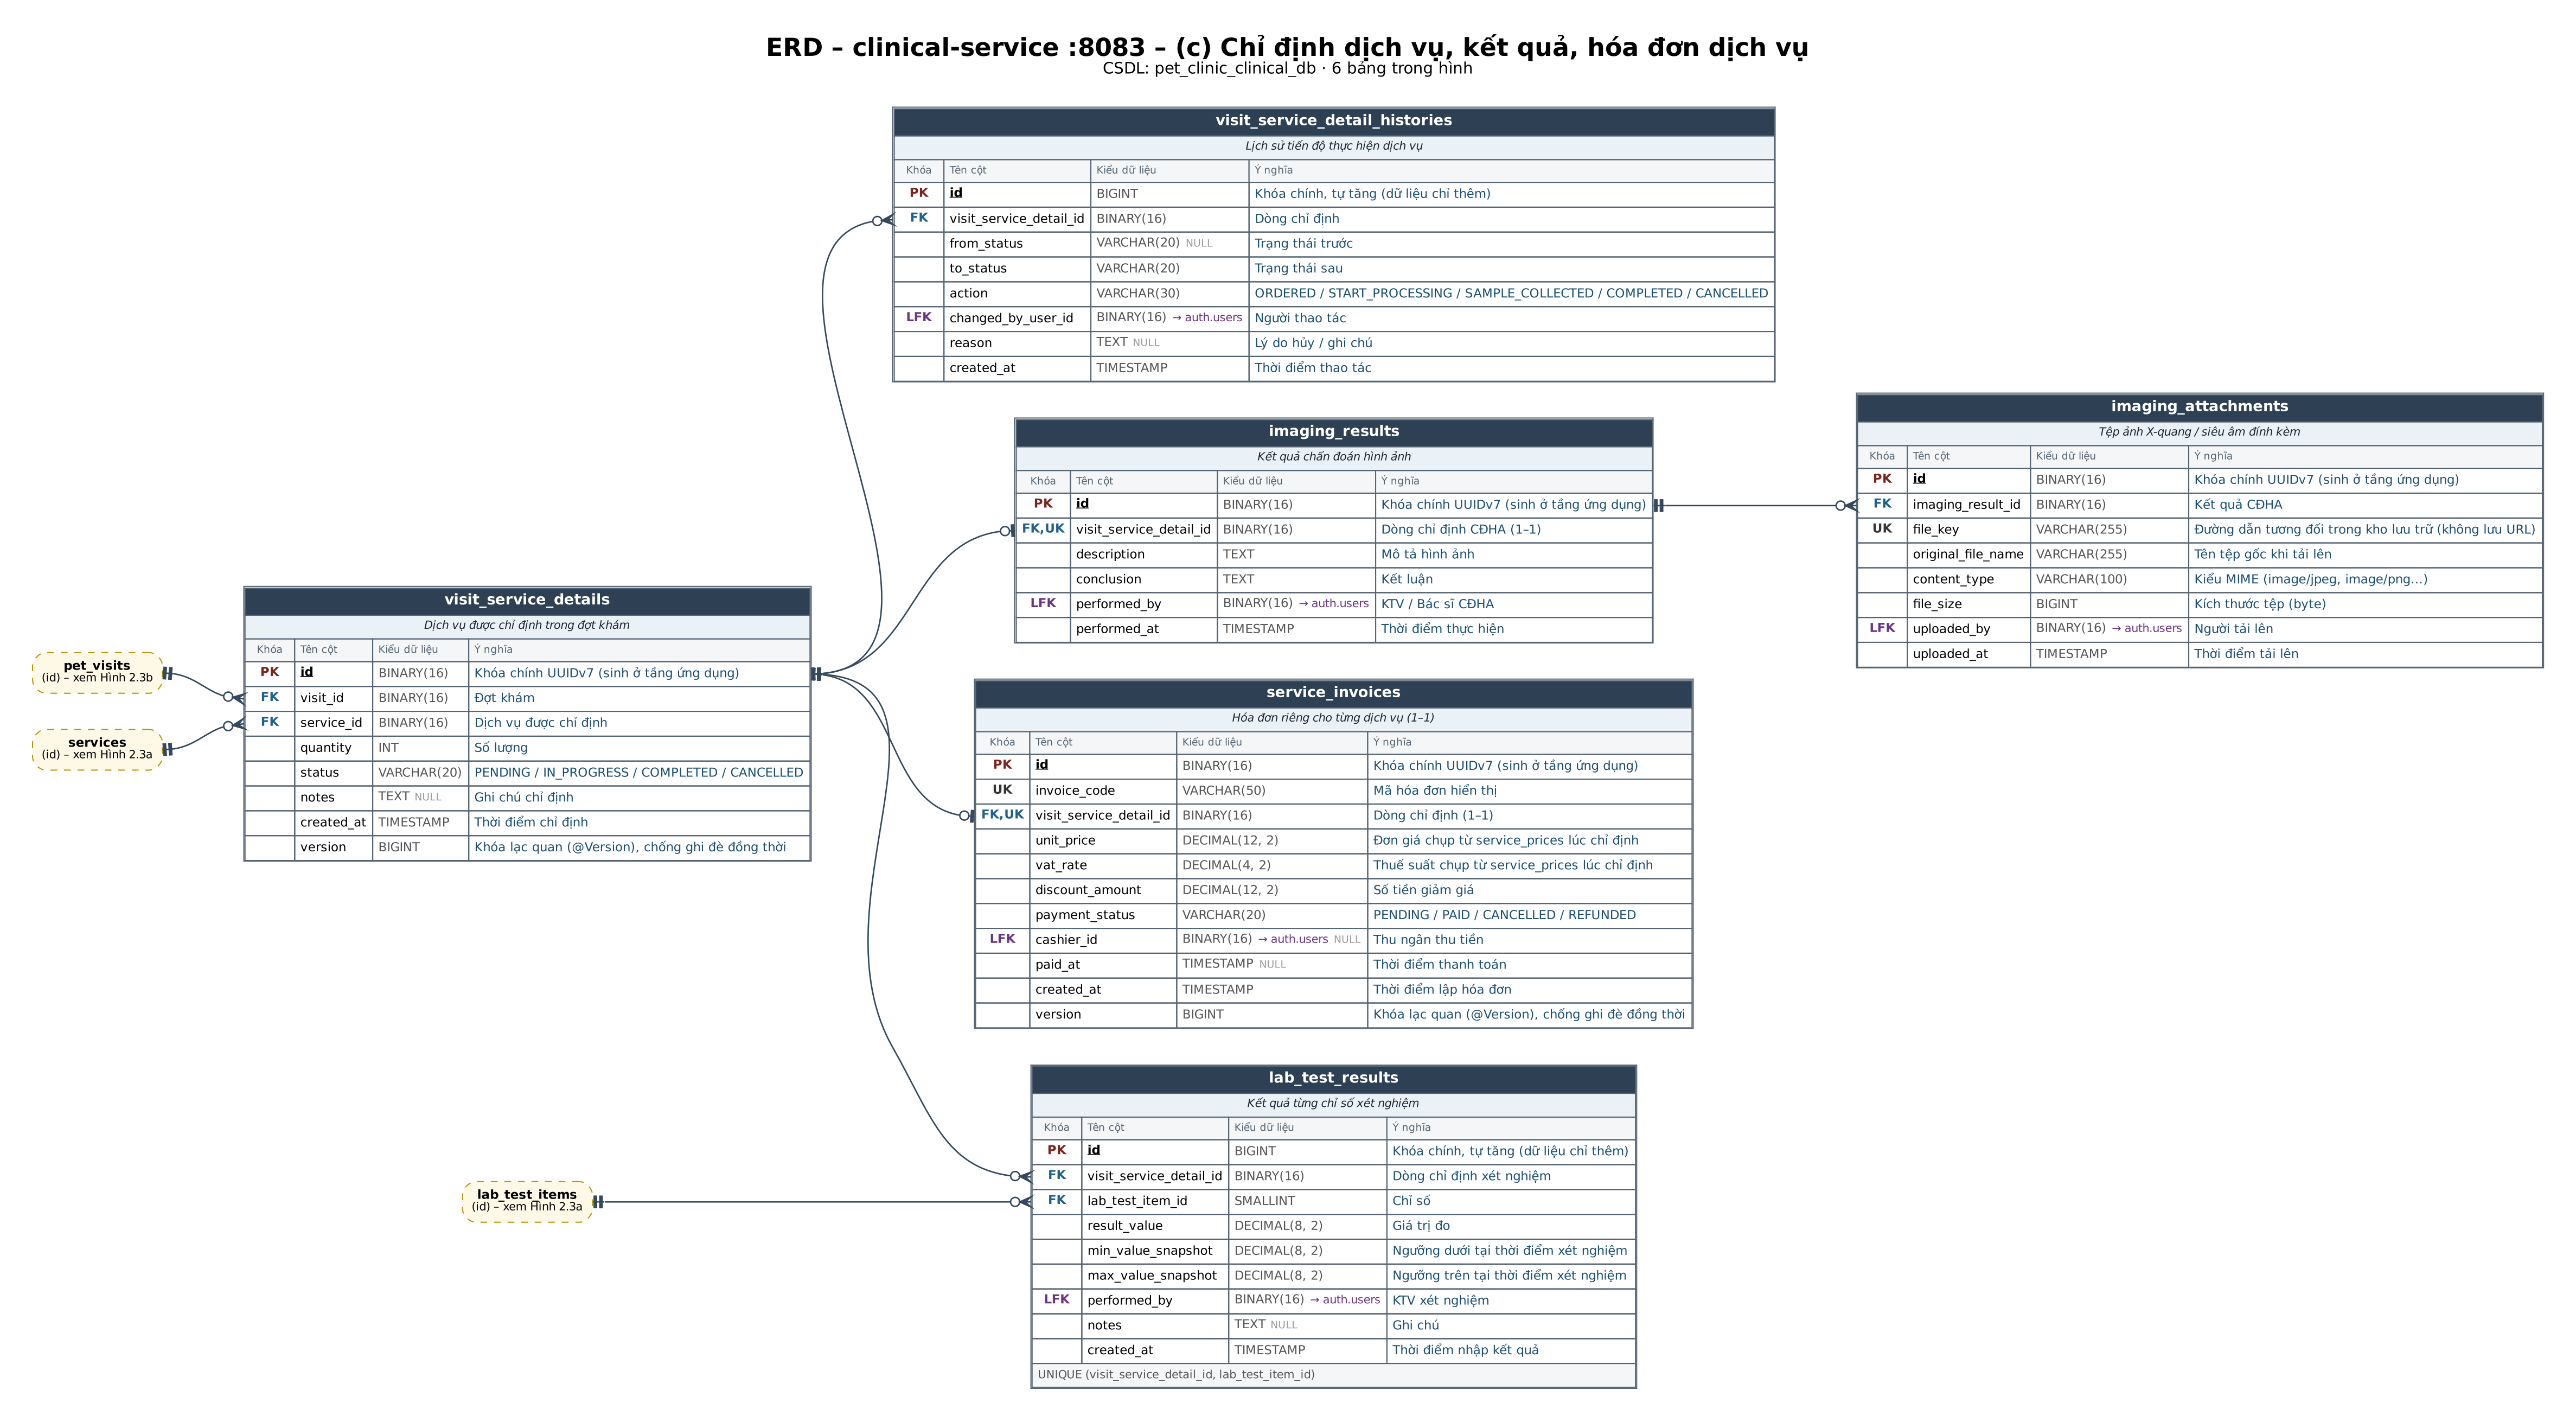 ERD – clinical-service :8083 – (c) Chỉ định dịch vụ, kết quả, hóa đơn dịch vụ
CSDL: pet_clinic_clinical_db · 6 bảng trong hình
visit_service_detail_histories
Lịch sử tiến độ thực hiện dịch vụ
Khóa Tên cột Kiểu dữ liệu Ý nghĩa
PK id BIGINT Khóa chính, tự tăng (dữ liệu chỉ thêm)
FK visit_service_detail_id BINARY(16) Dòng chỉ định
from_status VARCHAR(20) NULL Trạng thái trước
to_status VARCHAR(20) Trạng thái sau
action VARCHAR(30) ORDERED / START_PROCESSING / SAMPLE_COLLECTED / COMPLETED / CANCELLED
LFK changed_by_user_id BINARY(16) → auth.users Người thao tác
reason TEXT NULL Lý do hủy / ghi chú
created_at TIMESTAMP Thời điểm thao tác
imaging_results
Kết quả chẩn đoán hình ảnh
Khóa Tên cột Kiểu dữ liệu Ý nghĩa
PK id BINARY(16) Khóa chính UUIDv7 (sinh ở tầng ứng dụng)
FK,UK visit_service_detail_id BINARY(16) Dòng chỉ định CĐHA (1–1)
description TEXT Mô tả hình ảnh
conclusion TEXT Kết luận
LFK performed_by BINARY(16) → auth.users KTV / Bác sĩ CĐHA
performed_at TIMESTAMP Thời điểm thực hiện
imaging_attachments
Tệp ảnh X-quang / siêu âm đính kèm
Khóa Tên cột Kiểu dữ liệu Ý nghĩa
PK id BINARY(16) Khóa chính UUIDv7 (sinh ở tầng ứng dụng)
FK imaging_result_id BINARY(16) Kết quả CĐHA
UK file_key VARCHAR(255) Đường dẫn tương đối trong kho lưu trữ (không lưu URL)
original_file_name VARCHAR(255) Tên tệp gốc khi tải lên
content_type VARCHAR(100) Kiểu MIME (image/jpeg, image/png…)
file_size BIGINT Kích thước tệp (byte)
LFK uploaded_by BINARY(16) → auth.users Người tải lên
uploaded_at TIMESTAMP Thời điểm tải lên
visit_service_details
Dịch vụ được chỉ định trong đợt khám
Khóa Tên cột Kiểu dữ liệu Ý nghĩa
PK id BINARY(16) Khóa chính UUIDv7 (sinh ở tầng ứng dụng)
FK visit_id BINARY(16) Đợt khám
FK service_id BINARY(16) Dịch vụ được chỉ định
quantity INT Số lượng
status VARCHAR(20) PENDING / IN_PROGRESS / COMPLETED / CANCELLED
notes TEXT NULL Ghi chú chỉ định
created_at TIMESTAMP Thời điểm chỉ định
version BIGINT Khóa lạc quan (@Version), chống ghi đè đồng thời
pet_visits
(id) – xem Hình 2.3b
services
(id) – xem Hình 2.3a
service_invoices
Hóa đơn riêng cho từng dịch vụ (1–1)
Khóa Tên cột Kiểu dữ liệu Ý nghĩa
PK id BINARY(16) Khóa chính UUIDv7 (sinh ở tầng ứng dụng)
UK invoice_code VARCHAR(50) Mã hóa đơn hiển thị
FK,UK visit_service_detail_id BINARY(16) Dòng chỉ định (1–1)
unit_price DECIMAL(12, 2) Đơn giá chụp từ service_prices lúc chỉ định
vat_rate DECIMAL(4, 2) Thuế suất chụp từ service_prices lúc chỉ định
discount_amount DECIMAL(12, 2) Số tiền giảm giá
payment_status VARCHAR(20) PENDING / PAID / CANCELLED / REFUNDED
LFK cashier_id BINARY(16) → auth.users NULL Thu ngân thu tiền
paid_at TIMESTAMP NULL Thời điểm thanh toán
created_at TIMESTAMP Thời điểm lập hóa đơn
version BIGINT Khóa lạc quan (@Version), chống ghi đè đồng thời
lab_test_results
Kết quả từng chỉ số xét nghiệm
Khóa Tên cột Kiểu dữ liệu Ý nghĩa
PK id BIGINT Khóa chính, tự tăng (dữ liệu chỉ thêm)
FK visit_service_detail_id BINARY(16) Dòng chỉ định xét nghiệm
FK lab_test_item_id SMALLINT Chỉ số
result_value DECIMAL(8, 2) Giá trị đo
min_value_snapshot DECIMAL(8, 2) Ngưỡng dưới tại thời điểm xét nghiệm
max_value_snapshot DECIMAL(8, 2) Ngưỡng trên tại thời điểm xét nghiệm
LFK performed_by BINARY(16) → auth.users KTV xét nghiệm
notes TEXT NULL Ghi chú
created_at TIMESTAMP Thời điểm nhập kết quả
UNIQUE (visit_service_detail_id, lab_test_item_id)
lab_test_items
(id) – xem Hình 2.3a